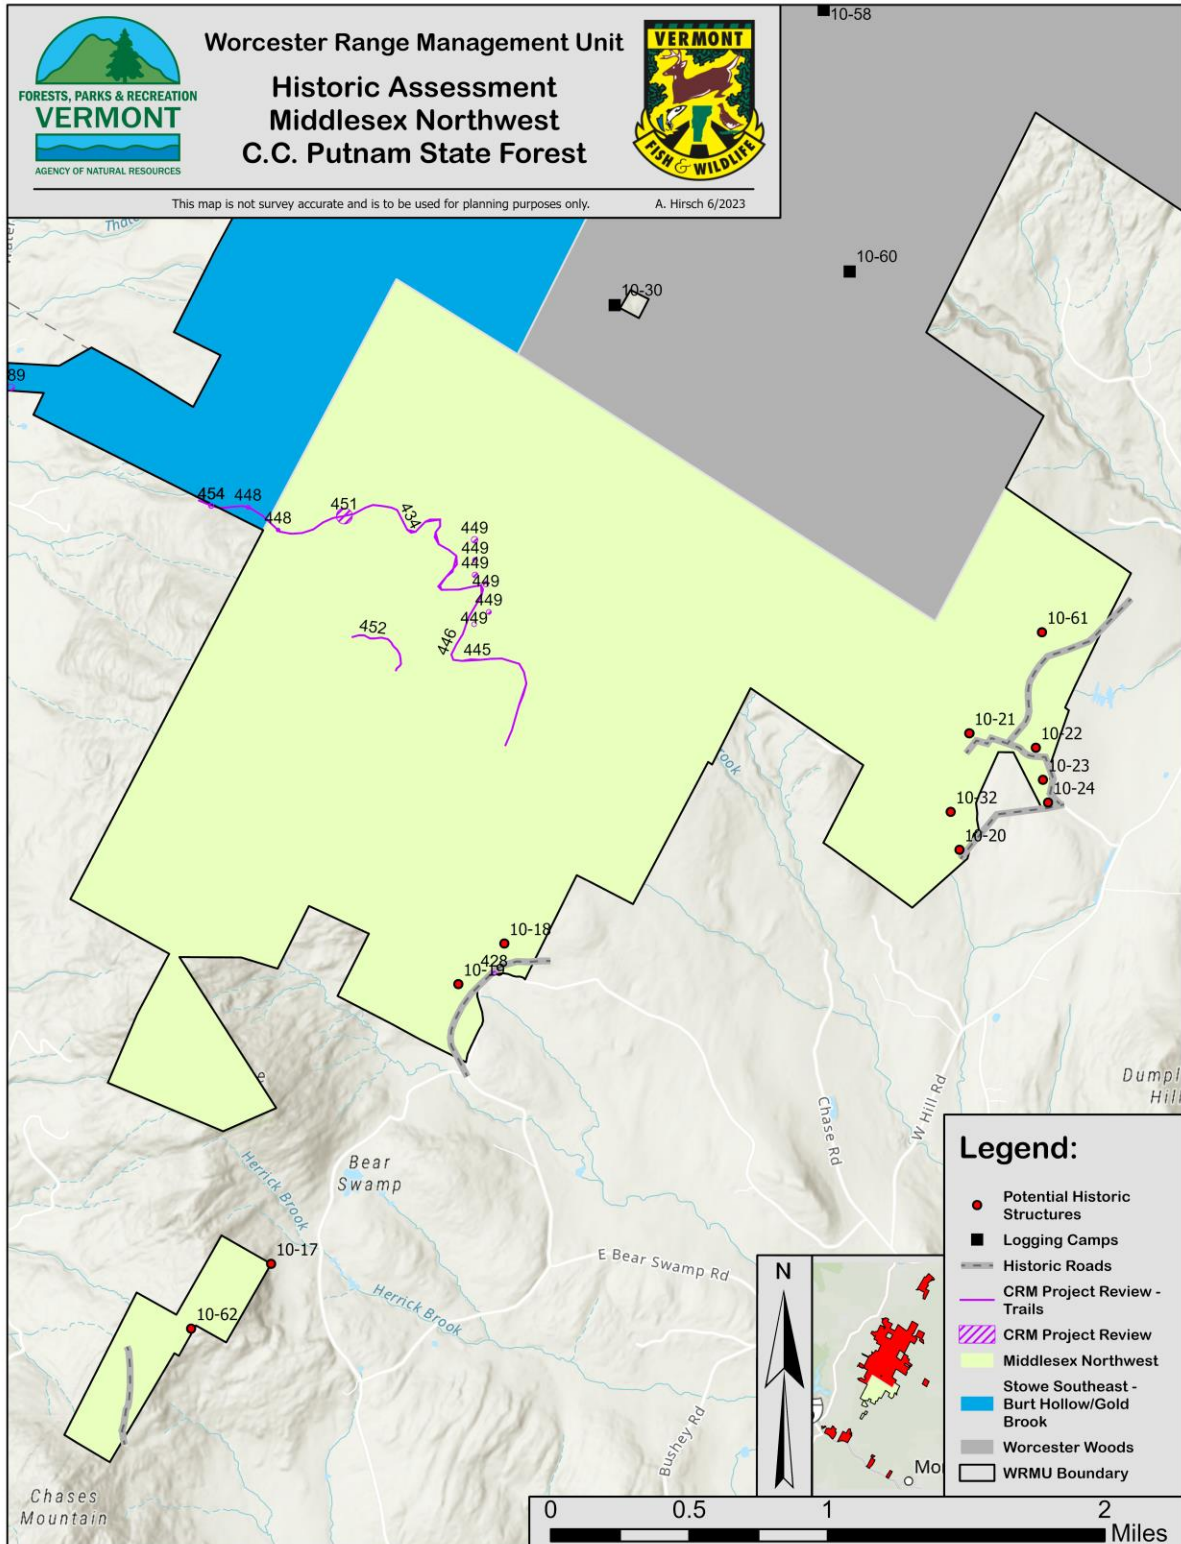 FORESTS, PARKS & RECREATION
VERMONT
AGENCY OF NATURAL RESOURCES
Worcester Range Management Unit
Historic Assessment
Middlesex Northwest
C.C. Putnam State Forest
VERMONT
FISH & WILDLIFE
This map is not survey accurate and is to be used for planning purposes only.
A. Hirsch 6/2023
10-58
10-60
10-30
89
454
448
448
451
434
449
449
449
449
449
449
446
445
452
10-61
10-21
10-22
10-23
10-24
10-32
10-20
10-18
428
10-19
Chase Rd
W Hill Rd
Bear
Swamp
Herrick Brook
10-17
E Bear Swamp Rd
Herrick Brook
10-62
Bushey Rd
Chases
Mountain
Dumpl
Hill
Legend:
Potential Historic
Structures
Logging Camps
Historic Roads
CRM Project Review -
Trails
CRM Project Review
Middlesex Northwest
Stowe Southeast -
Burt Hollow/Gold
Brook
Worcester Woods
WRMU Boundary
N
Mo
0
0.5
1
2
Miles